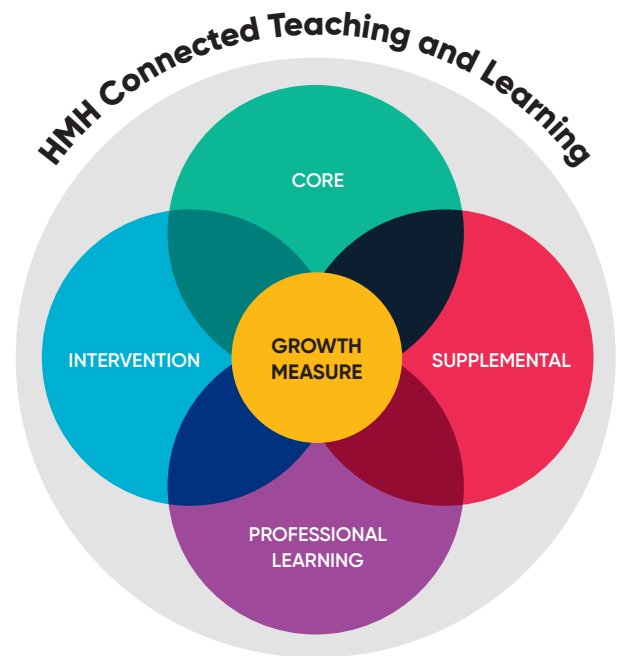 HMH Connected Teaching and Learning
CORE
INTERVENTION
GROWTH
MEASURE
SUPPLEMENTAL
PROFESSIONAL
LEARNING